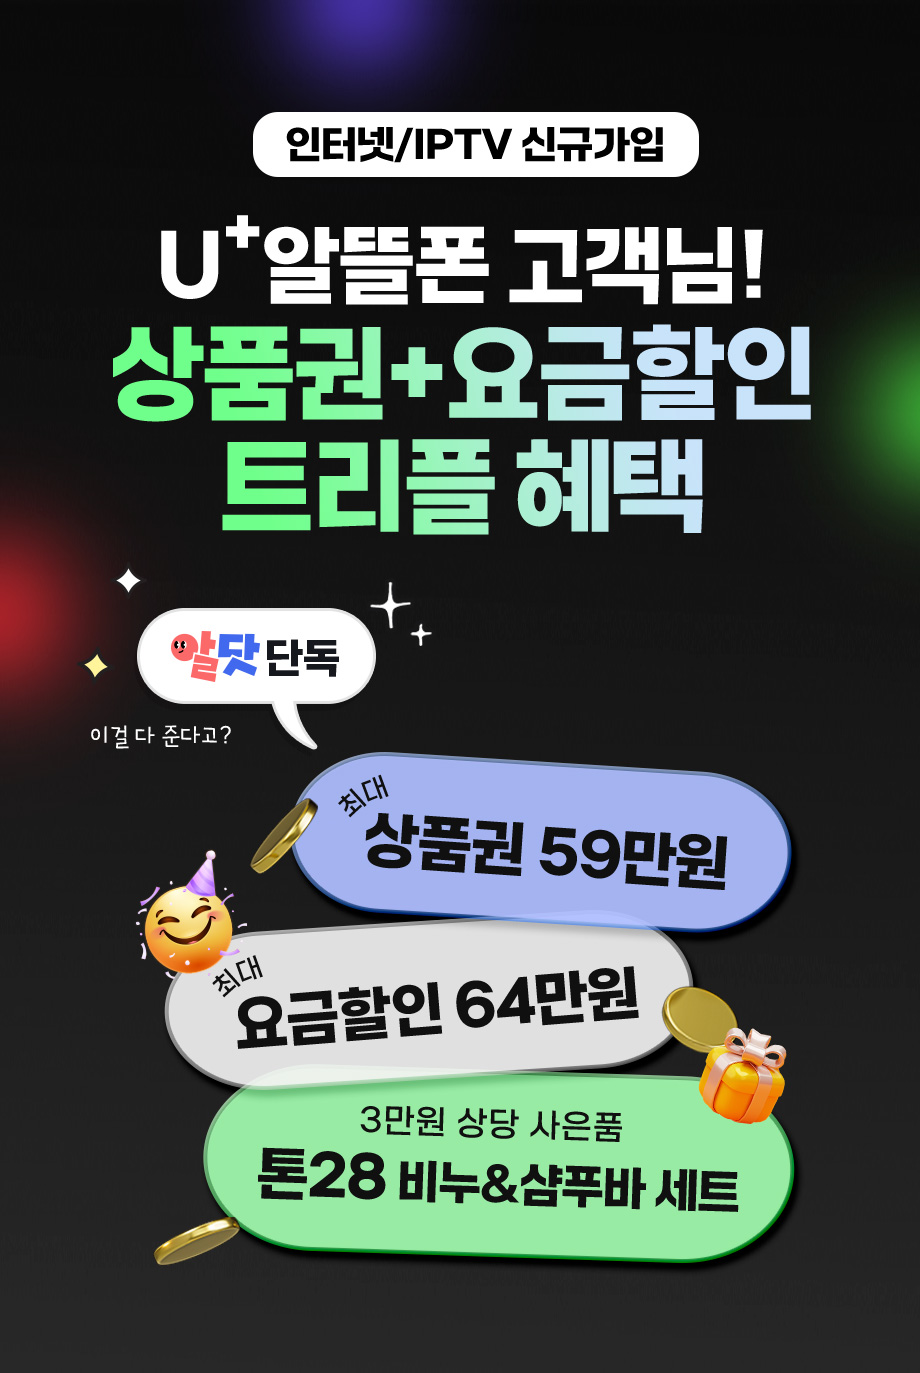 인터넷/IPTV 신규가입
U+알뜰폰 고객님!
상품권+요금할인
트리플 혜택
알닷 단독
이걸 다 준다고?
최대
상품권 59만원
최대
요금할인 64만원
3만원 상당 사은품
톤28 비누&샴푸바 세트